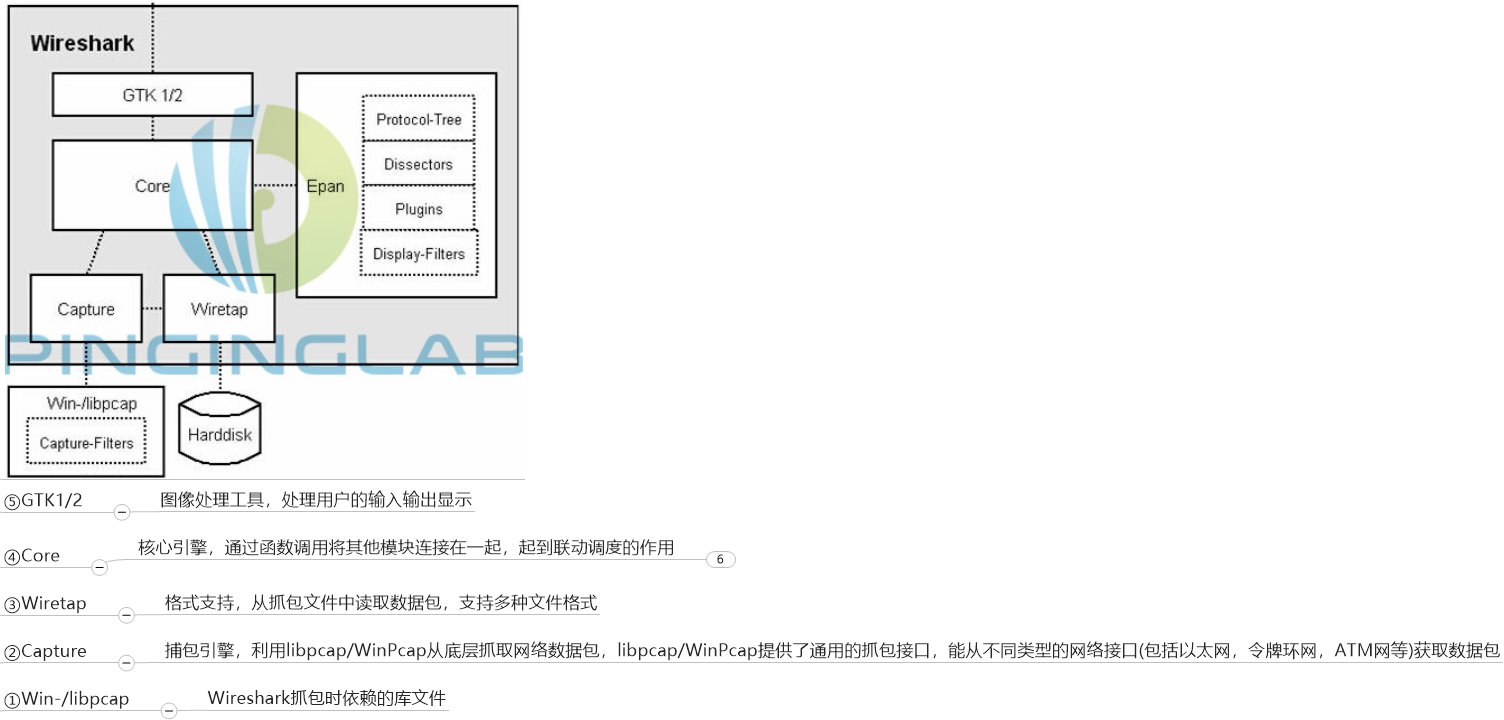 Wireshark
GTK 1/2
Protocol-Tree
Dissectors
Core
Epan
Plugins
Display-Filters
Capture
Wiretap
PINGINGLAB
Win-/libpcap
Capture-Filters
Harddisk
⑤GTK1/2 图像处理工具，处理用户的输入输出显示
④Core 核心引擎，通过函数调用将其他模块连接在一起，起到联动调度的作用 6
③Wiretap 格式支持，从抓包文件中读取数据包，支持多种文件格式
②Capture 捕包引擎，利用libpcap/WinPcap从底层抓取网络数据包，libpcap/WinPcap提供了通用的抓包接口，能从不同类型的网络接口(包括以太网，令牌环网，ATM网等)获取数据包
①Win-/libpcap Wireshark抓包时依赖的库文件